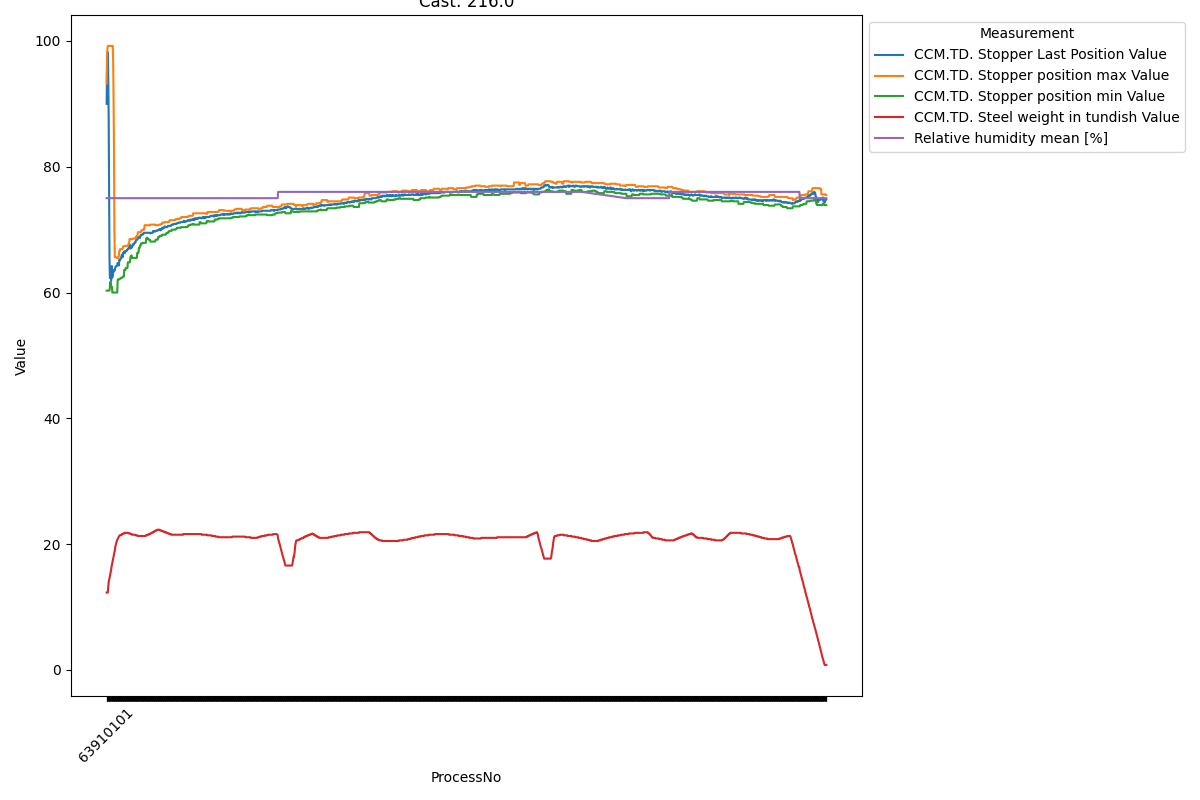 Cast: 216.0
Measurement
CCM.TD. Stopper Last Position Value
CCM.TD. Stopper position max Value
CCM.TD. Stopper position min Value
CCM.TD. Steel weight in tundish Value
Relative humidity mean [%]
100
80
60
40
20
0
Value
63910101
ProcessNo